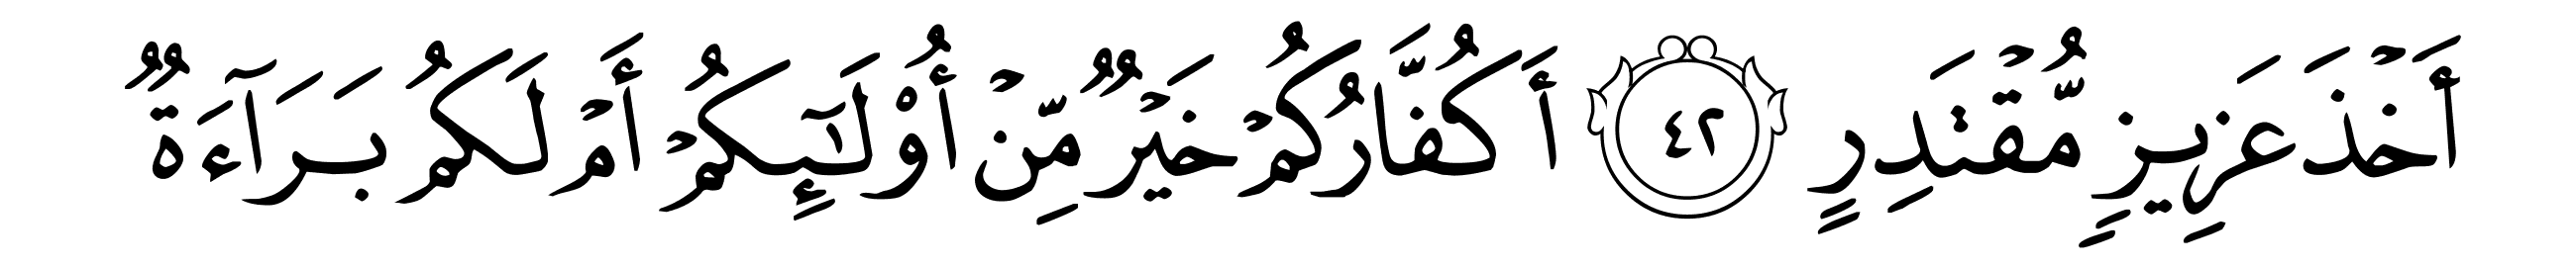 أَخۡذَ عَزِيزٖ مُّقۡتَدِرٍ ٤٢ أَكُفَّارُكُمۡ خَيۡرٞ مِّنۡ أُوْلَٰٓئِكُمۡ أَمۡ لَكُم بَرَآءَةٞ